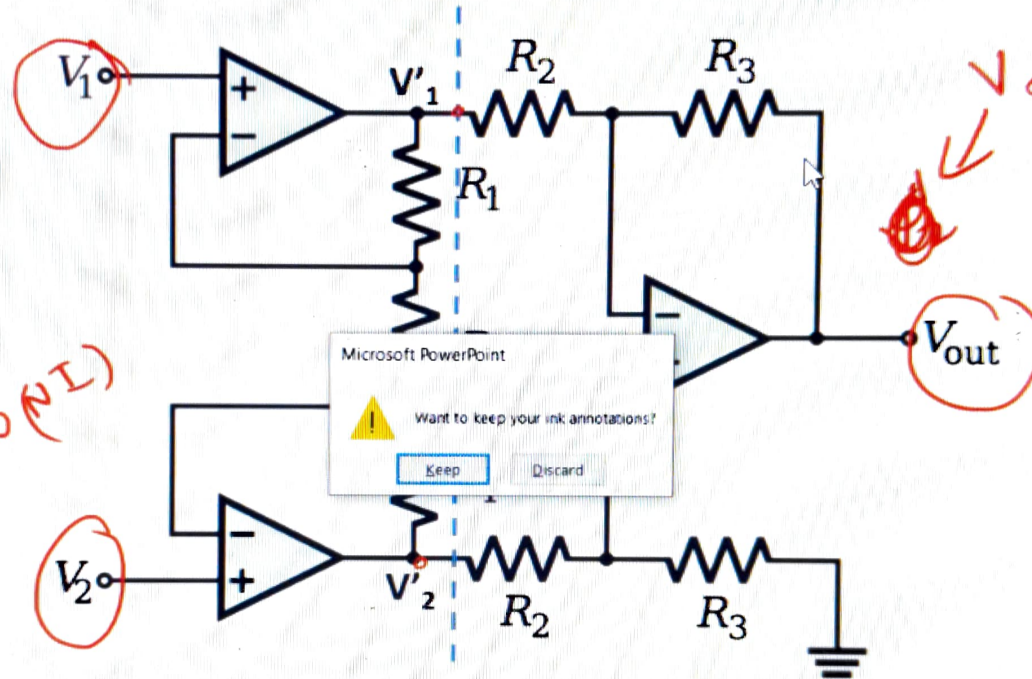 R₂ R₃
V₁ + V'₁ V
− R₁
−
Vout
Microsoft PowerPoint
(NI)
! Want to keep your ink annotations?
Keep Discard
−
V₂ + V'₂
R₂ R₃